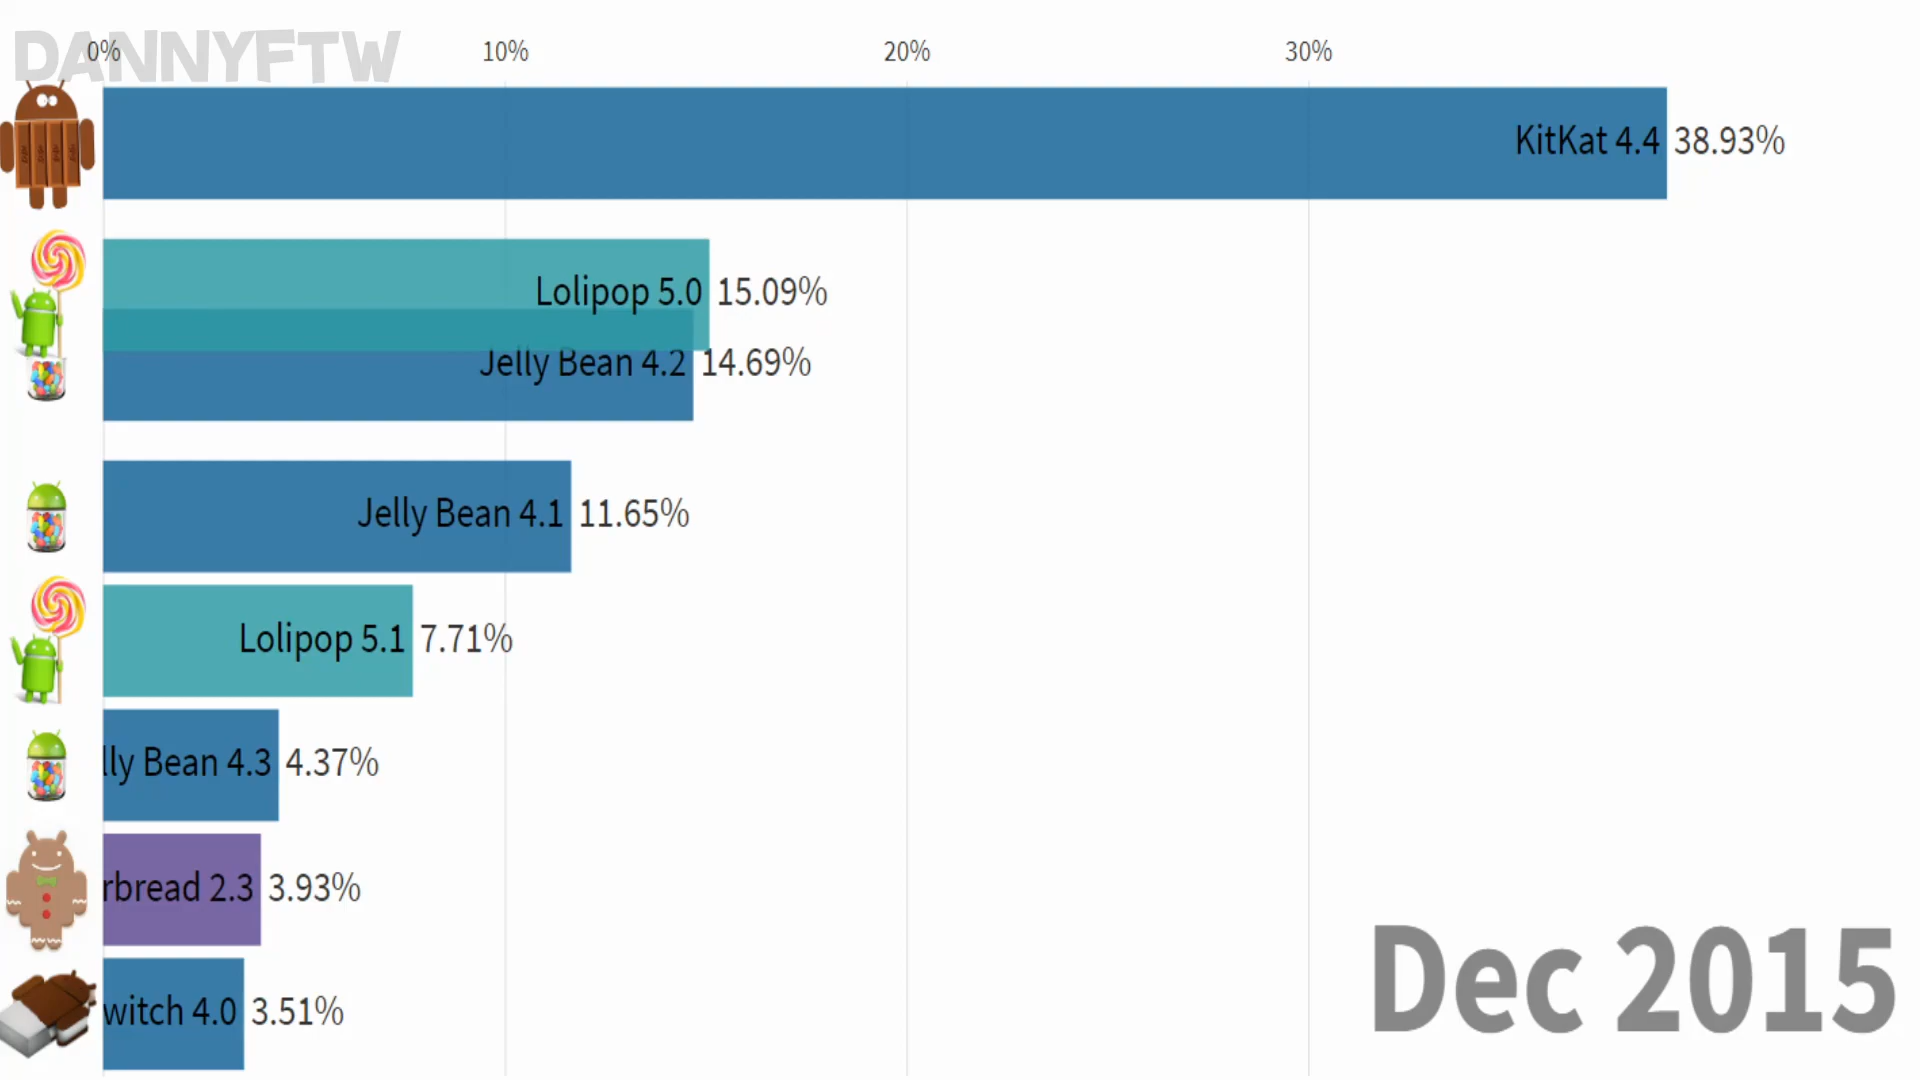 DANNYFTW
0% 10% 20% 30%
KitKat 4.4 38.93%
Lolipop 5.0 15.09%
Jelly Bean 4.2 14.69%
Jelly Bean 4.1 11.65%
Lolipop 5.1 7.71%
lly Bean 4.3 4.37%
rbread 2.3 3.93%
witch 4.0 3.51%
Dec 2015